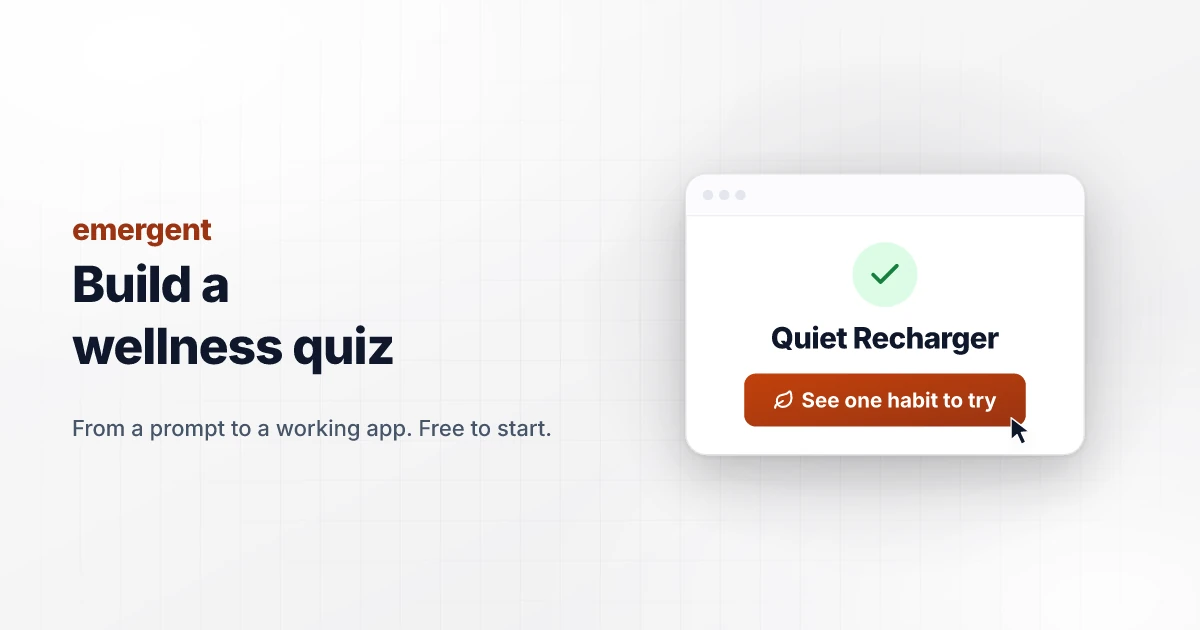 emergent
Build a
wellness quiz
From a prompt to a working app. Free to start.
Quiet Recharger
See one habit to try